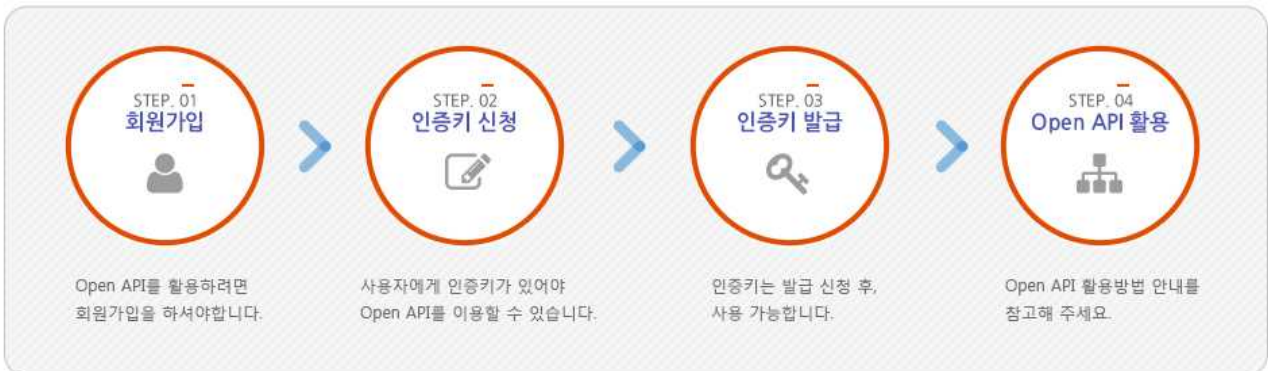 STEP. 01
회원가입
Open API를 활용하려면
회원가입을 하셔야합니다.
STEP. 02
인증키 신청
사용자에게 인증키가 있어야
Open API를 이용할 수 있습니다.
STEP. 03
인증키 발급
인증키는 발급 신청 후,
사용 가능합니다.
STEP. 04
Open API 활용
Open API 활용방법 안내를
참고해 주세요.